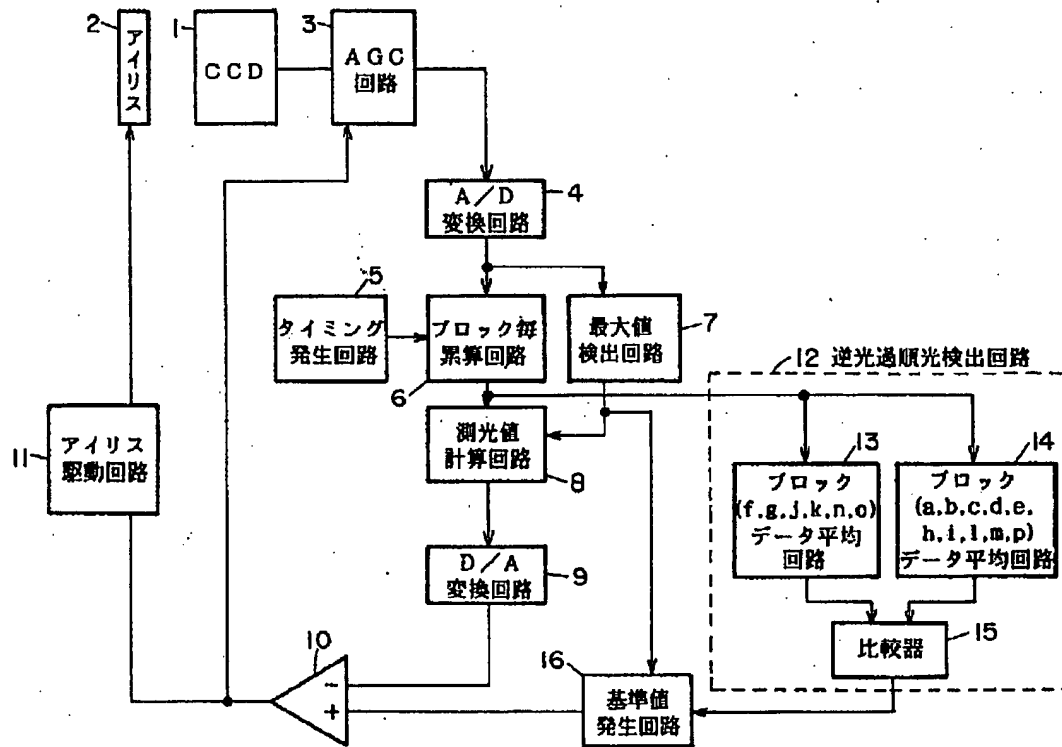 2
アイリス
1
CCD
3
AGC
回路
A/D
変換回路
4
5
タイミング
発生回路
ブロック毎
累算回路
6
最大値
検出回路
7
12 逆光過順光検出回路
アイリス
駆動回路
11
測光値
計算回路
8
13
ブロック
(f,g,j,k,n,o)
データ平均
回路
14
ブロック
(a,b,c,d,e,
h,i,l,m,p)
データ平均回路
D/A
変換回路
9
比較器
15
10
-
+
16
基準値
発生回路